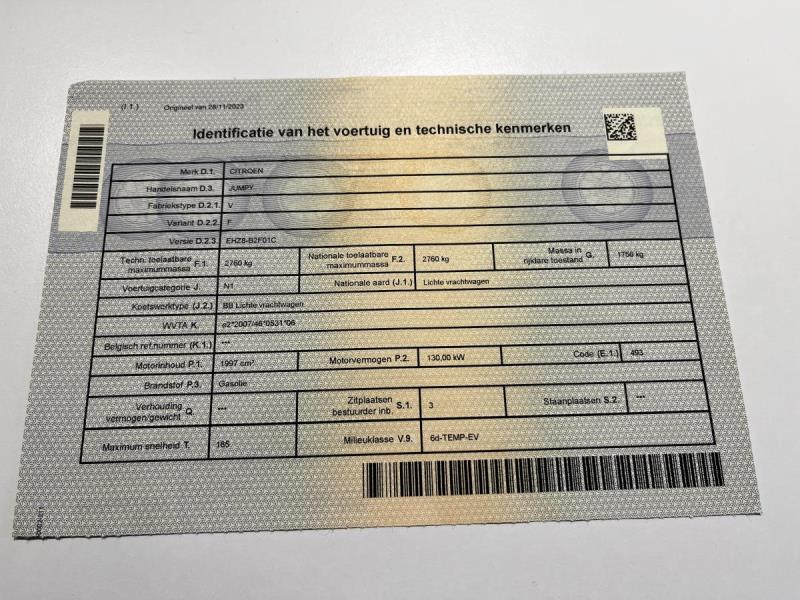 (I.1.) Origineel van 28/11/2023
Identificatie van het voertuig en technische kenmerken
Merk D.1. CITROEN
Handelsnaam D.3. JUMPY
Fabriekstype D.2.1. V
Variant D.2.2. F
Versie D.2.3. EHZ8-B2F01C
Techn. toelaatbare maximummassa F.1. 2760 kg Nationale toelaatbare maximummassa F.2. 2760 kg Massa in rijklare toestand G. 1756 kg
Voertuigcategorie J. N1 Nationale aard (J.1.) Lichte vrachtwagen
Koetswerktype (J.2.) BB Lichte vrachtwagen
WVTA K. e2*2007/46*0531*06
Belgisch ref.nummer (K.1.) ---
Motorinhoud P.1. 1997 cm³ Motorvermogen P.2. 130,00 kW Code (E.1.) 493
Brandstof P.3. Gasolie
Verhouding vermogen/gewicht Q. --- Zitplaatsen bestuurder inb. S.1. 3 Staanplaatsen S.2. ---
Maximum snelheid T. 185 Milieuklasse V.9. 6d-TEMP-EV